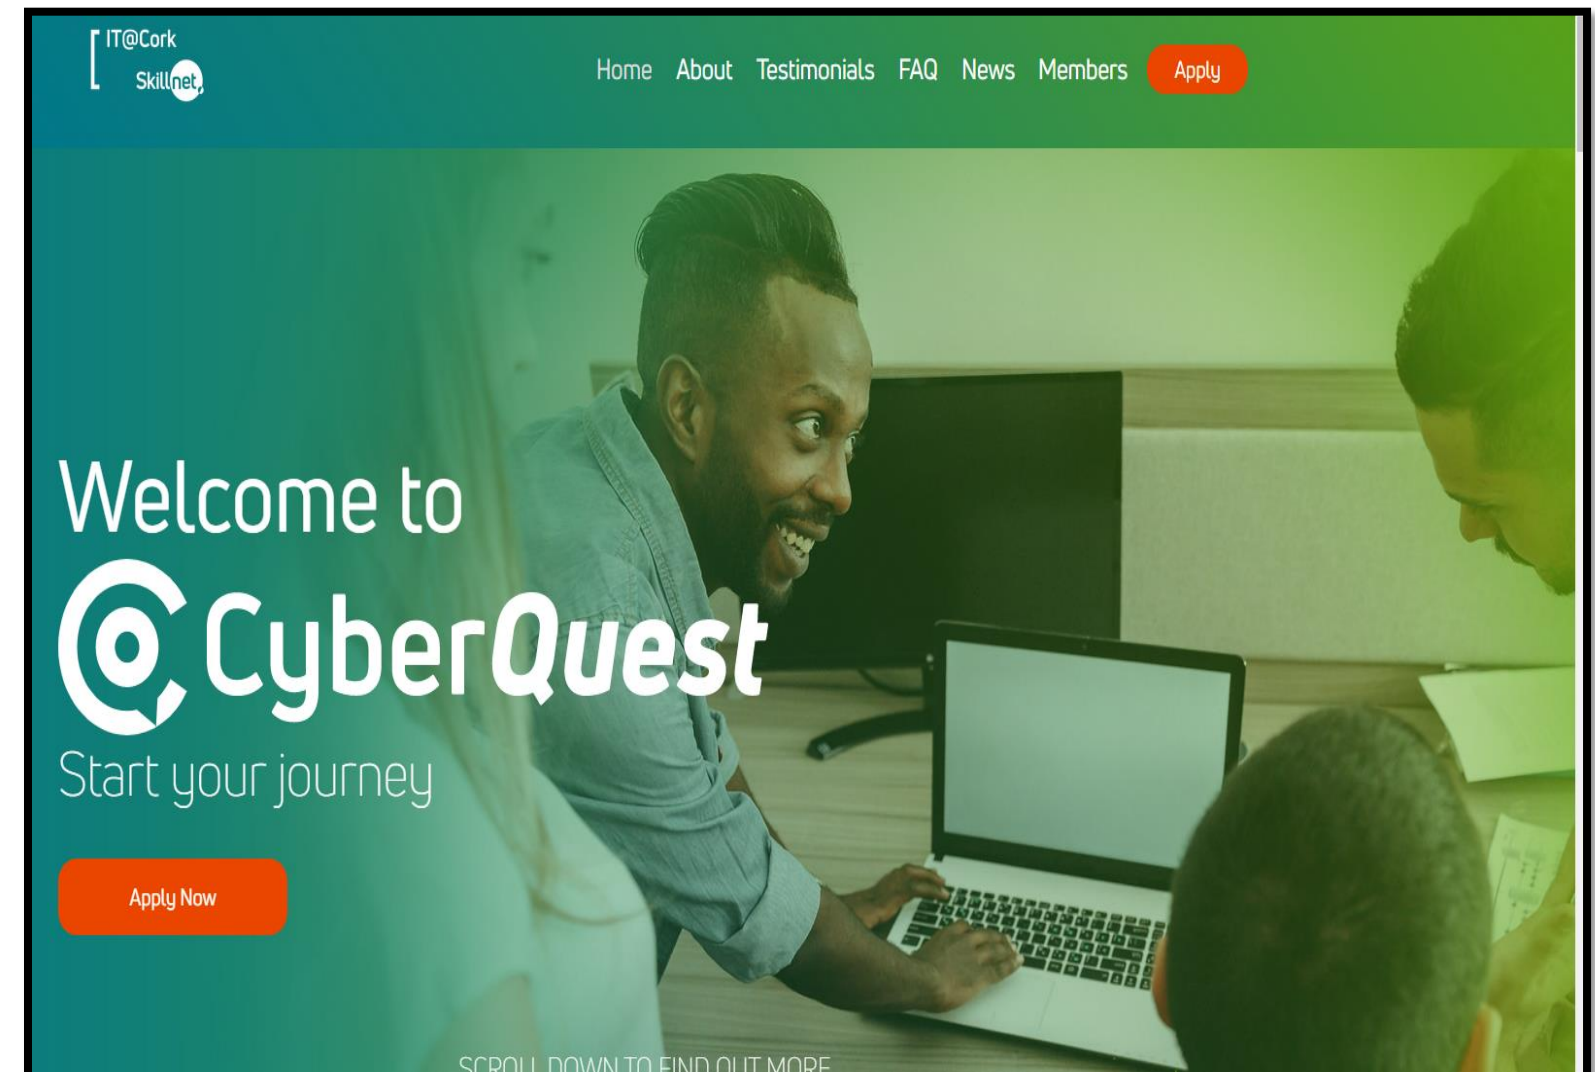 IT@Cork
Skillnet
Home About Testimonials FAQ News Members Apply
Welcome to
CyberQuest
Start your journey
Apply Now
SCROLL DOWN TO FIND OUT MORE